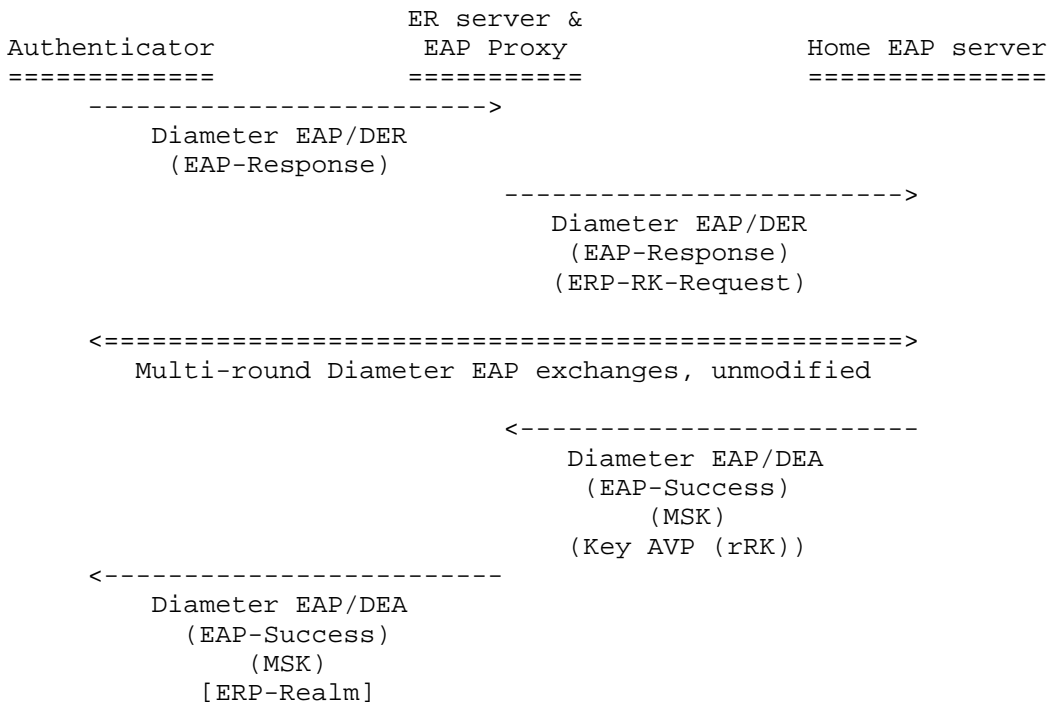 ER server &
Authenticator             EAP Proxy               Home EAP server
=============            ===========              ===============
     ------------------------->
         Diameter EAP/DER
          (EAP-Response)
                               ------------------------->
                                  Diameter EAP/DER
                                   (EAP-Response)
                                  (ERP-RK-Request)
     <==================================================>
        Multi-round Diameter EAP exchanges, unmodified
                               <-------------------------
                                   Diameter EAP/DEA
                                    (EAP-Success)
                                        (MSK)
                                   (Key AVP (rRK))
     <-------------------------
         Diameter EAP/DEA
           (EAP-Success)
               (MSK)
            [ERP-Realm]